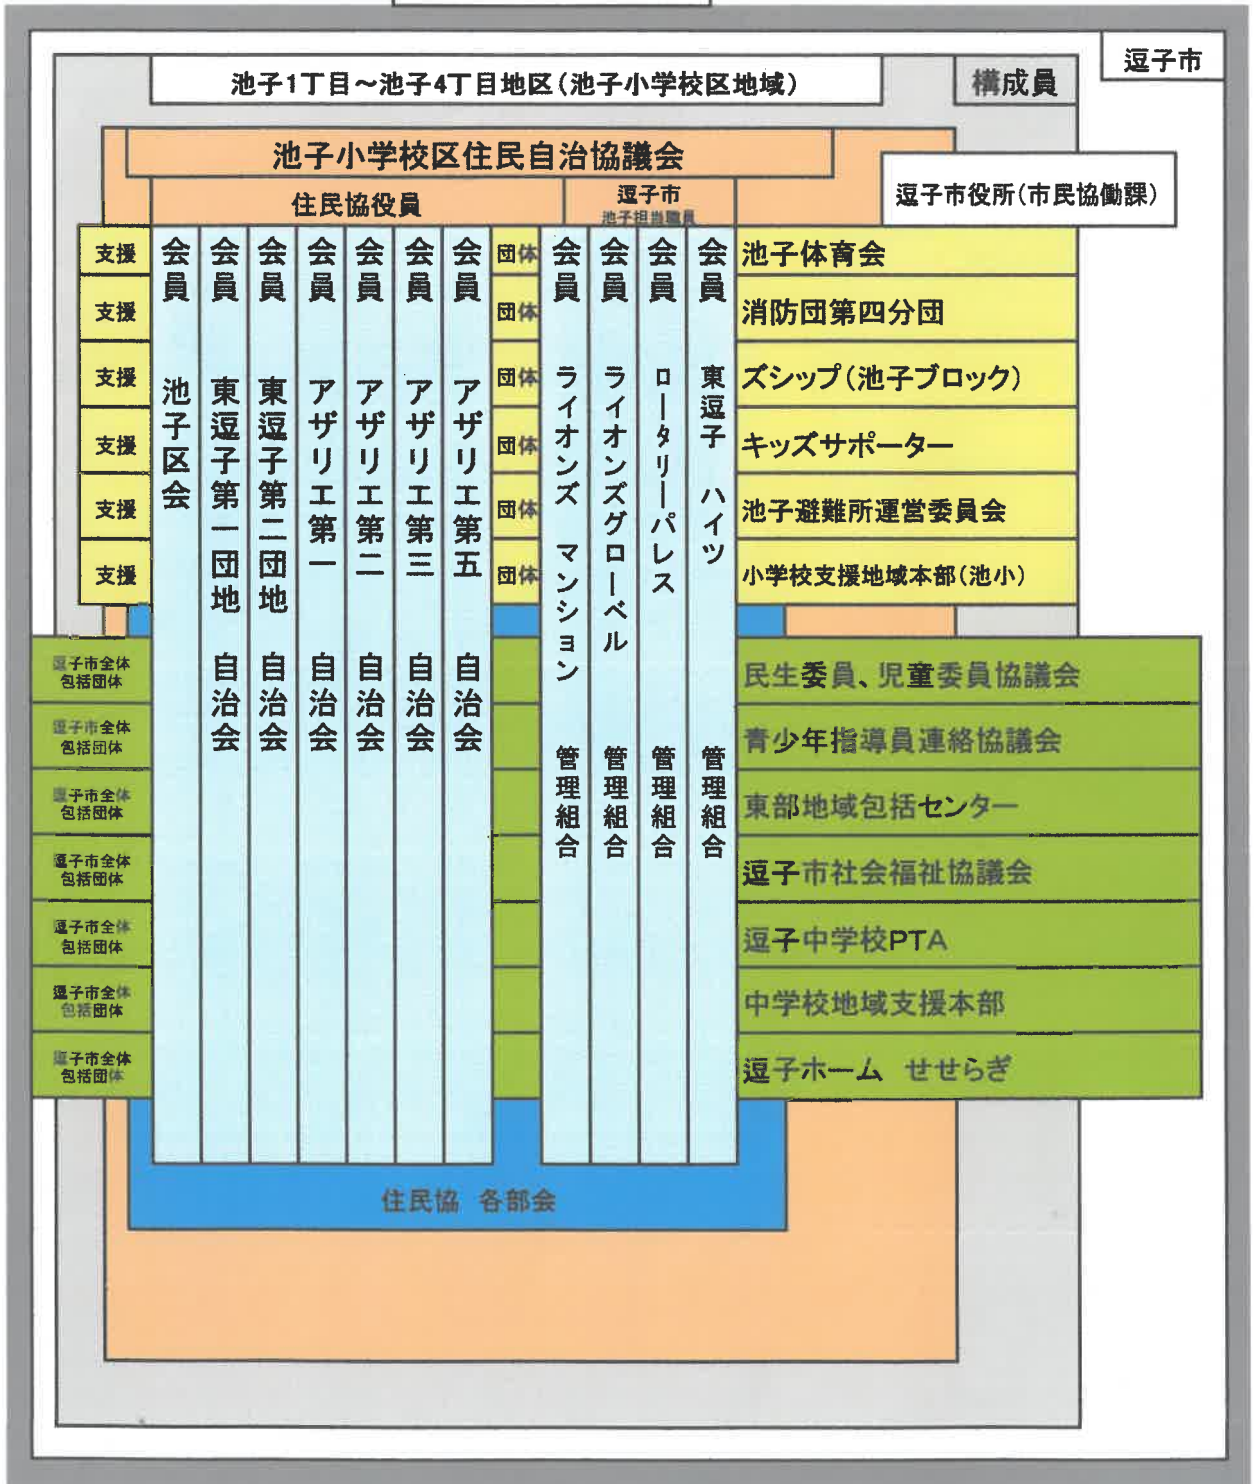 逗子市
池子1丁目～池子4丁目地区(池子小学校区地域)
構成員
池子小学校区住民自治協議会
逗子市役所(市民協働課)
住民協役員
逗子市
池子担当職員
会員 池子区会
会員 東逗子第一団地 自治会
会員 東逗子第二団地 自治会
会員 アザリエ第一 自治会
会員 アザリエ第二 自治会
会員 アザリエ第三 自治会
会員 アザリエ第五 自治会
会員 ライオンズ マンション 管理組合
会員 ライオンズグローベル 管理組合
会員 ロータリーパレス 管理組合
会員 東逗子 ハイツ 管理組合
支援 団体 池子体育会
支援 団体 消防団第四分団
支援 団体 ズシップ(池子ブロック)
支援 団体 キッズサポーター
支援 団体 池子避難所運営委員会
支援 団体 小学校支援地域本部(池小)
逗子市全体
包括団体
民生委員、児童委員協議会
逗子市全体
包括団体
青少年指導員連絡協議会
逗子市全体
包括団体
東部地域包括センター
逗子市全体
包括団体
逗子市社会福祉協議会
逗子市全体
包括団体
逗子中学校PTA
逗子市全体
包括団体
中学校地域支援本部
逗子市全体
包括団体
逗子ホーム せせらぎ
住民協 各部会